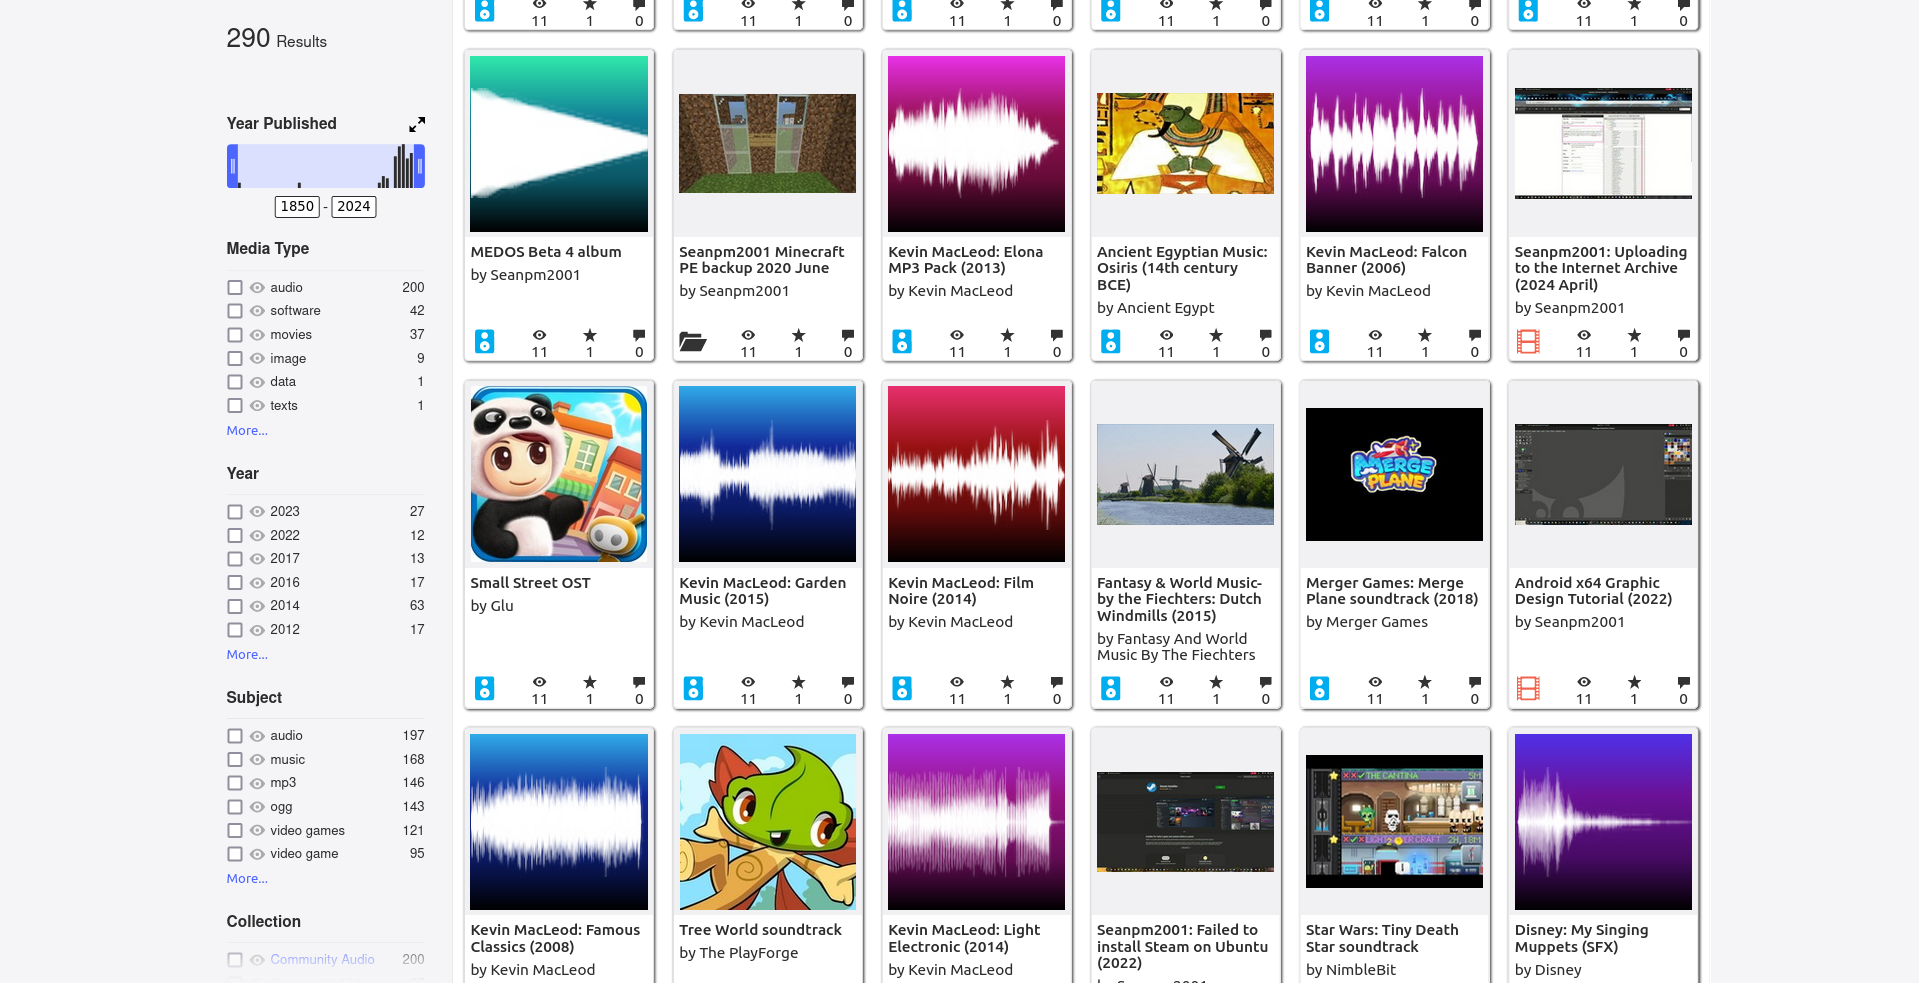 290 Results
Year Published
1850 - 2024
Media Type
audio 200
software 42
movies 37
image 9
data 1
texts 1
More...
Year
2023 27
2022 12
2017 13
2016 17
2014 63
2012 17
More...
Subject
audio 197
music 168
mp3 146
ogg 143
video games 121
video game 95
More...
Collection
Community Audio 200
11 1 0
11 1 0
11 1 0
11 1 0
11 1 0
11 1 0
MEDOS Beta 4 album
by Seanpm2001
11 1 0
Seanpm2001 Minecraft
PE backup 2020 June
by Seanpm2001
11 1 0
Kevin MacLeod: Elona
MP3 Pack (2013)
by Kevin MacLeod
11 1 0
Ancient Egyptian Music:
Osiris (14th century
BCE)
by Ancient Egypt
11 1 0
Kevin MacLeod: Falcon
Banner (2006)
by Kevin MacLeod
11 1 0
Seanpm2001: Uploading
to the Internet Archive
(2024 April)
by Seanpm2001
11 1 0
Small Street OST
by Glu
11 1 0
Kevin MacLeod: Garden
Music (2015)
by Kevin MacLeod
11 1 0
Kevin MacLeod: Film
Noire (2014)
by Kevin MacLeod
11 1 0
Fantasy & World Music-
by the Fiechters: Dutch
Windmills (2015)
by Fantasy And World
Music By The Fiechters
11 1 0
MERGE
PLANE
Merger Games: Merge
Plane soundtrack (2018)
by Merger Games
11 1 0
Android x64 Graphic
Design Tutorial (2022)
by Seanpm2001
11 1 0
Kevin MacLeod: Famous
Classics (2008)
by Kevin MacLeod
Tree World soundtrack
by The PlayForge
Kevin MacLeod: Light
Electronic (2014)
by Kevin MacLeod
Seanpm2001: Failed to
install Steam on Ubuntu
(2022)
by Seanpm2001
THE CANTINA 5M
2H, 18M
Star Wars: Tiny Death
Star soundtrack
by NimbleBit
Disney: My Singing
Muppets (SFX)
by Disney